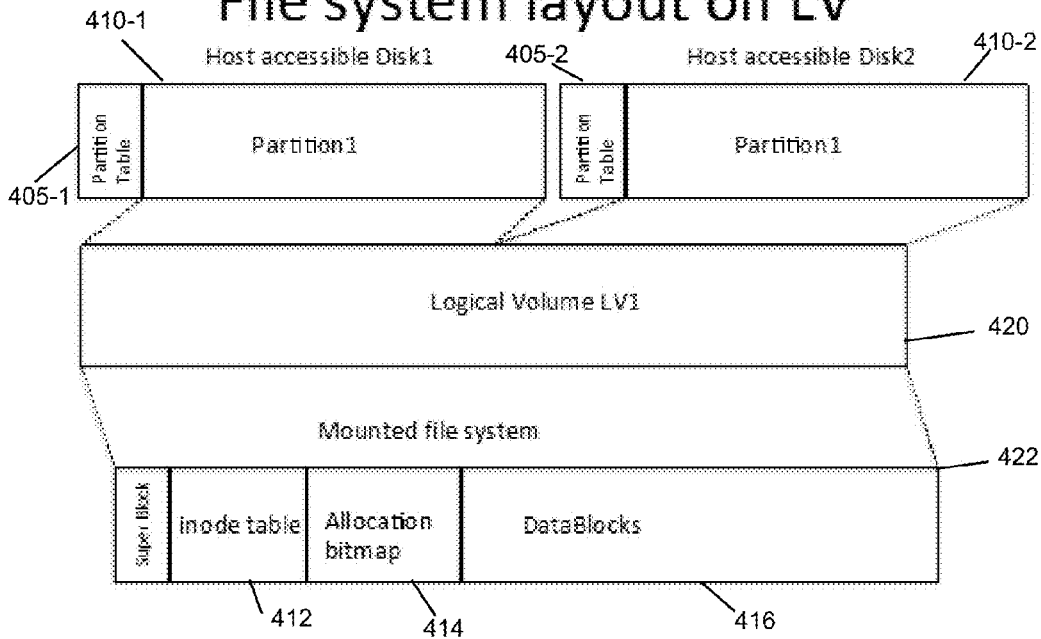 File system layout on LV
410-1
Host accessible Disk1
405-2
Host accessible Disk2
410-2
Partition
Table
Partition1
Partition
Table
Partition1
405-1
Logical Volume LV1
420
Mounted file system
422
Super Block
inode table
Allocation
bitmap
DataBlocks
412
414
416